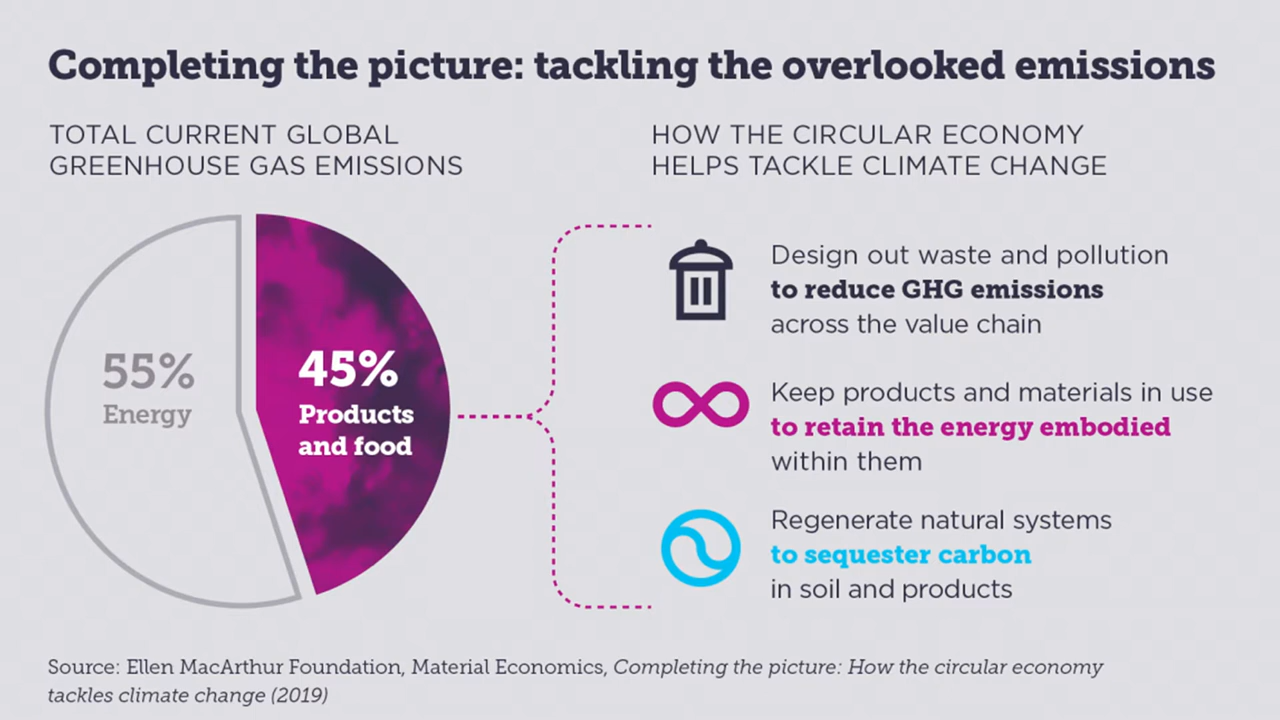 Completing the picture: tackling the overlooked emissions
TOTAL CURRENT GLOBAL
GREENHOUSE GAS EMISSIONS
55%
Energy
45%
Products
and food
HOW THE CIRCULAR ECONOMY
HELPS TACKLE CLIMATE CHANGE
Design out waste and pollution
to reduce GHG emissions
across the value chain
Keep products and materials in use
to retain the energy embodied
within them
Regenerate natural systems
to sequester carbon
in soil and products
Source: Ellen MacArthur Foundation, Material Economics, Completing the picture: How the circular economy
tackles climate change (2019)